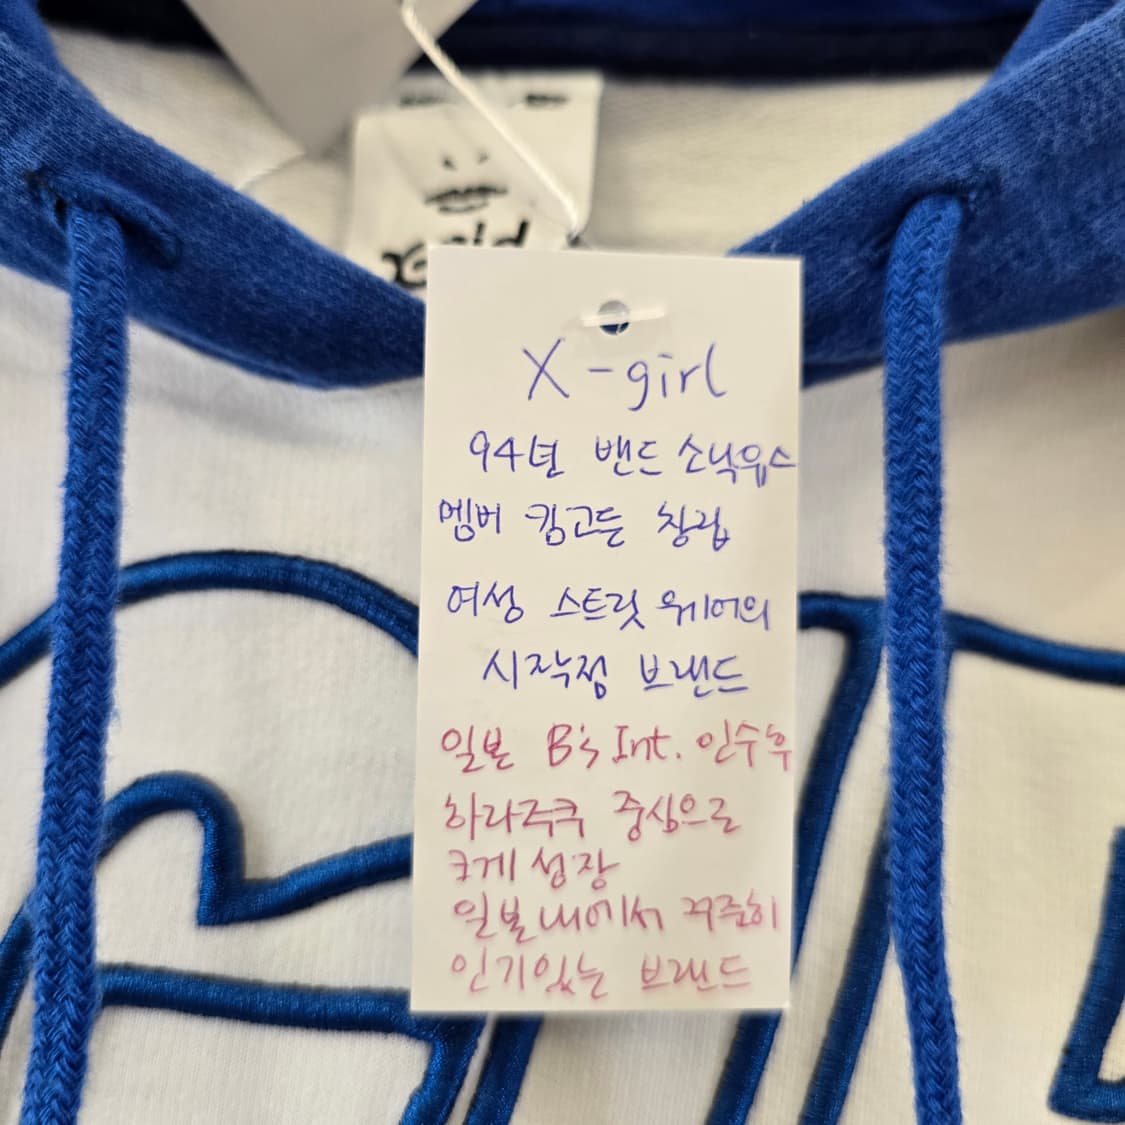 X-girl
94년 밴드 소닉유스
멤버 킴고든 창립
여성 스트릿 웨어의
시작점 브랜드
일본 B's Int. 인수후
하라주쿠 중심으로
크게 성장
일본내에서 꾸준히
인기있는 브랜드